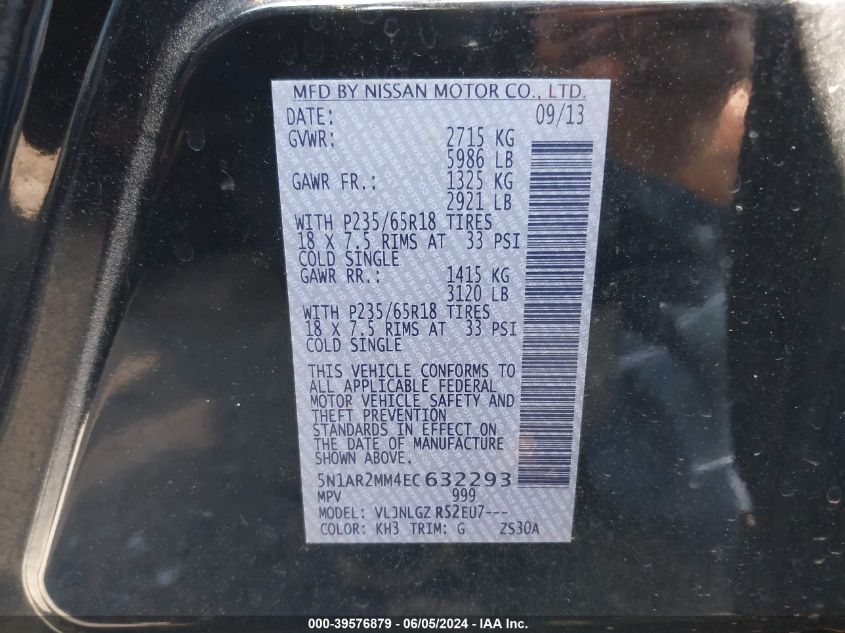 MFD BY NISSAN MOTOR CO., LTD.
DATE: 09/13
GVWR: 2715 KG
5986 LB
GAWR FR.: 1325 KG
2921 LB
WITH P235/65R18 TIRES
18 X 7.5 RIMS AT 33 PSI
COLD SINGLE
GAWR RR.: 1415 KG
3120 LB
WITH P235/65R18 TIRES
18 X 7.5 RIMS AT 33 PSI
COLD SINGLE
THIS VEHICLE CONFORMS TO
ALL APPLICABLE FEDERAL
MOTOR VEHICLE SAFETY AND
THEFT PREVENTION
STANDARDS IN EFFECT ON
THE DATE OF MANUFACTURE
SHOWN ABOVE.
5N1AR2MM4EC632293
MPV 999
MODEL: VLJNLGZ R52EU7---
COLOR: KH3 TRIM: G ZS30A
000-39576879 - 06/05/2024 - IAA Inc.